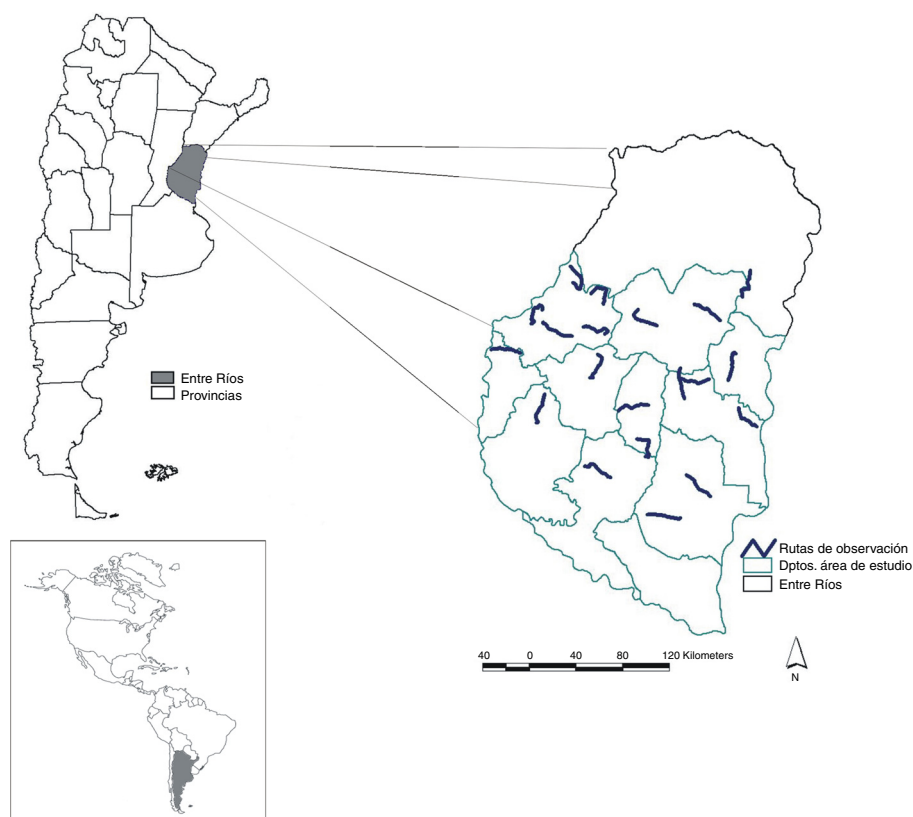 Entre Ríos
Provincias
Rutas de observación
Dptos. área de estudio
Entre Ríos
40 0 40 80 120 Kilometers
N